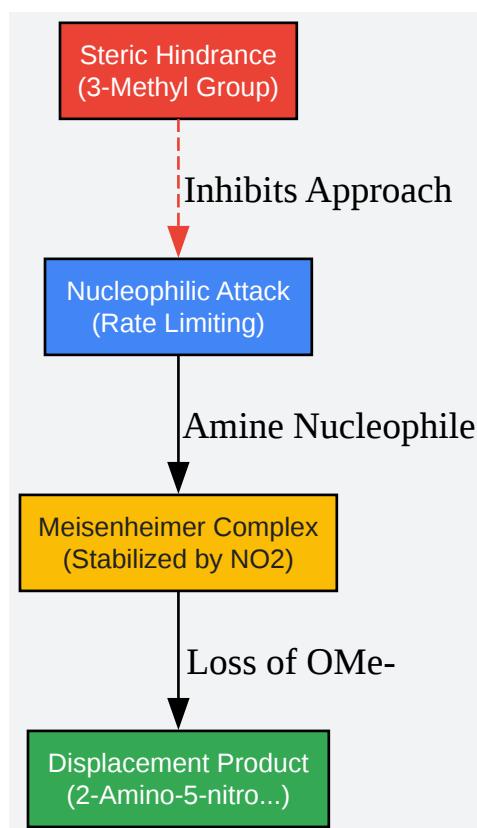 Steric Hindrance
(3-Methyl Group)
Inhibits Approach
Nucleophilic Attack
(Rate Limiting)
Amine Nucleophile
Meisenheimer Complex
(Stabilized by NO2)
Loss of OMe-
Displacement Product
(2-Amino-5-nitro...)